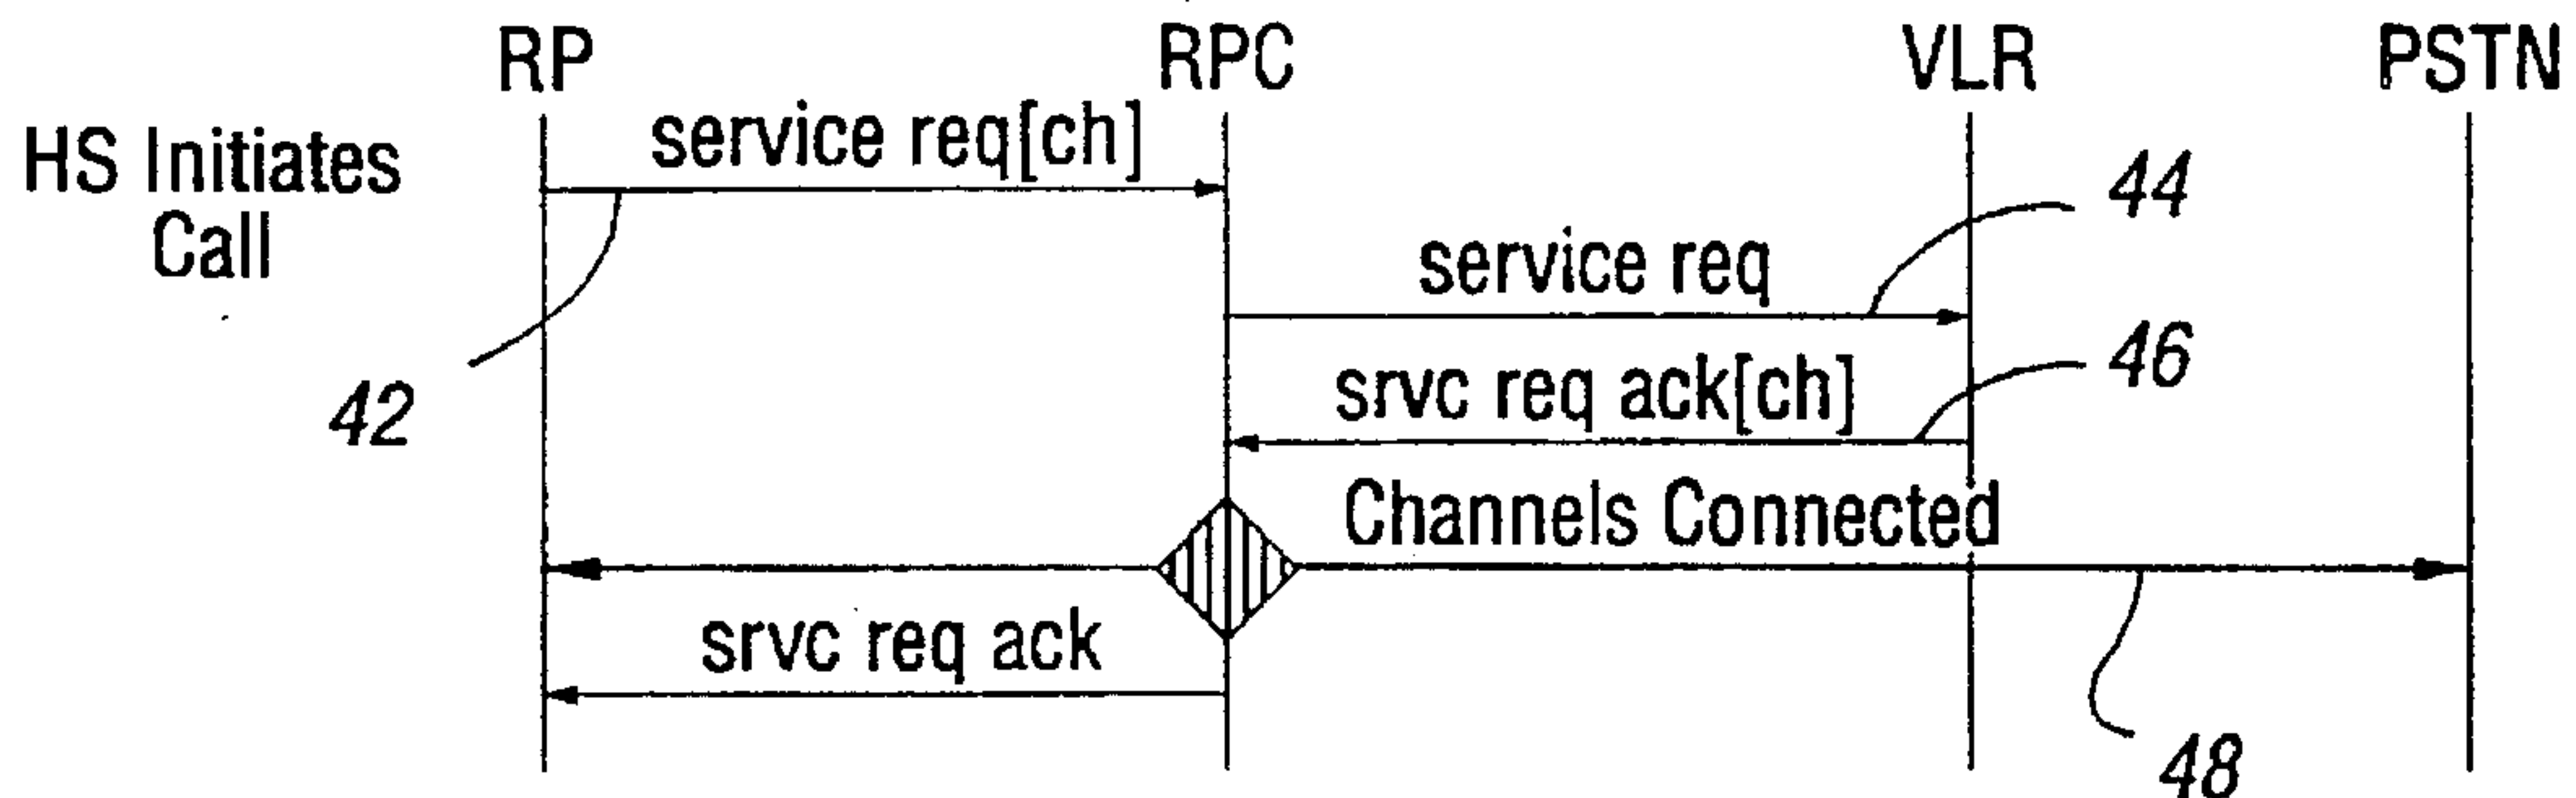 RP
RPC
VLR
PSTN
HS Initiates
Call
service req[ch]
44
service req
42
srvc req ack[ch]
46
Channels Connected
srvc req ack
48